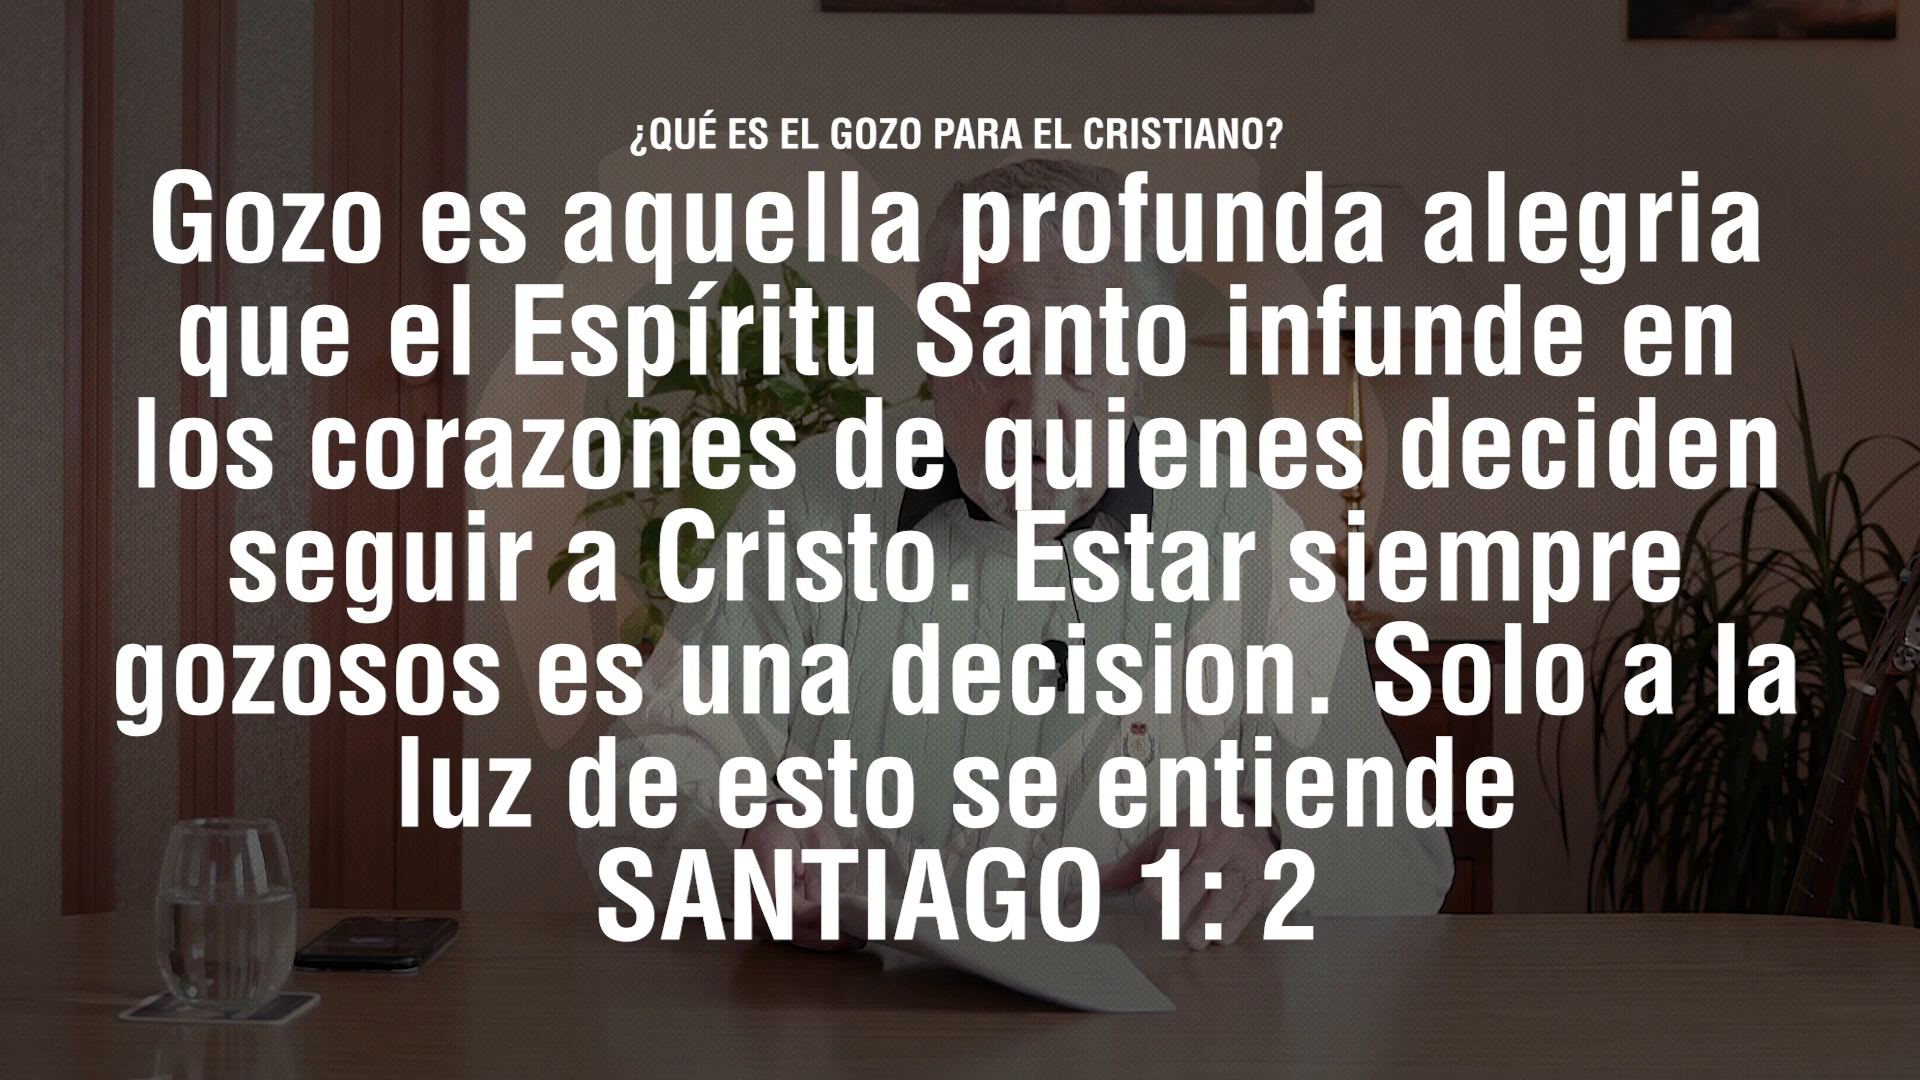 ¿QUÉ ES EL GOZO PARA EL CRISTIANO?
Gozo es aquella profunda alegria
que el Espíritu Santo infunde en
los corazones de quienes deciden
seguir a Cristo. Estar siempre
gozosos es una decision. Solo a la
luz de esto se entiende
SANTIAGO 1: 2